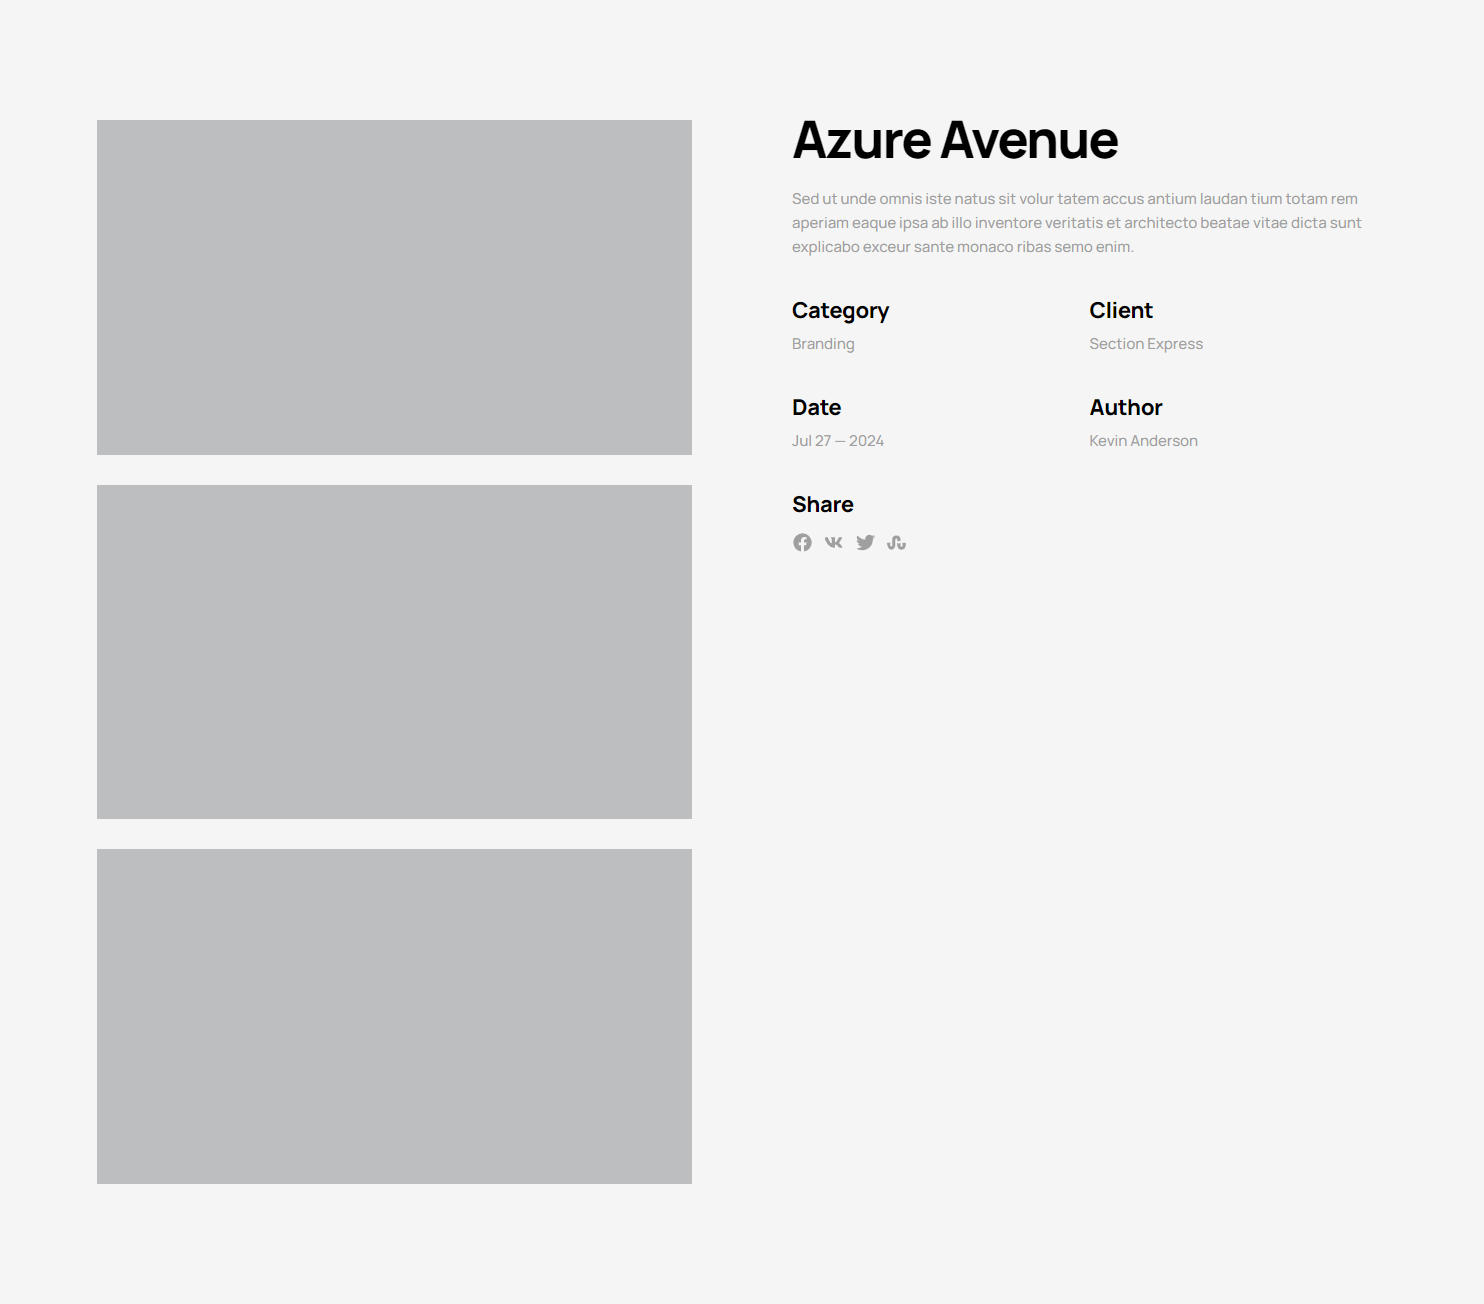 Azure Avenue
Sed ut unde omnis iste natus sit volur tatem accus antium laudan tium totam rem
aperiam eaque ipsa ab illo inventore veritatis et architecto beatae vitae dicta sunt
explicabo exceur sante monaco ribas semo enim.
Category
Branding
Client
Section Express
Date
Jul 27 — 2024
Author
Kevin Anderson
Share